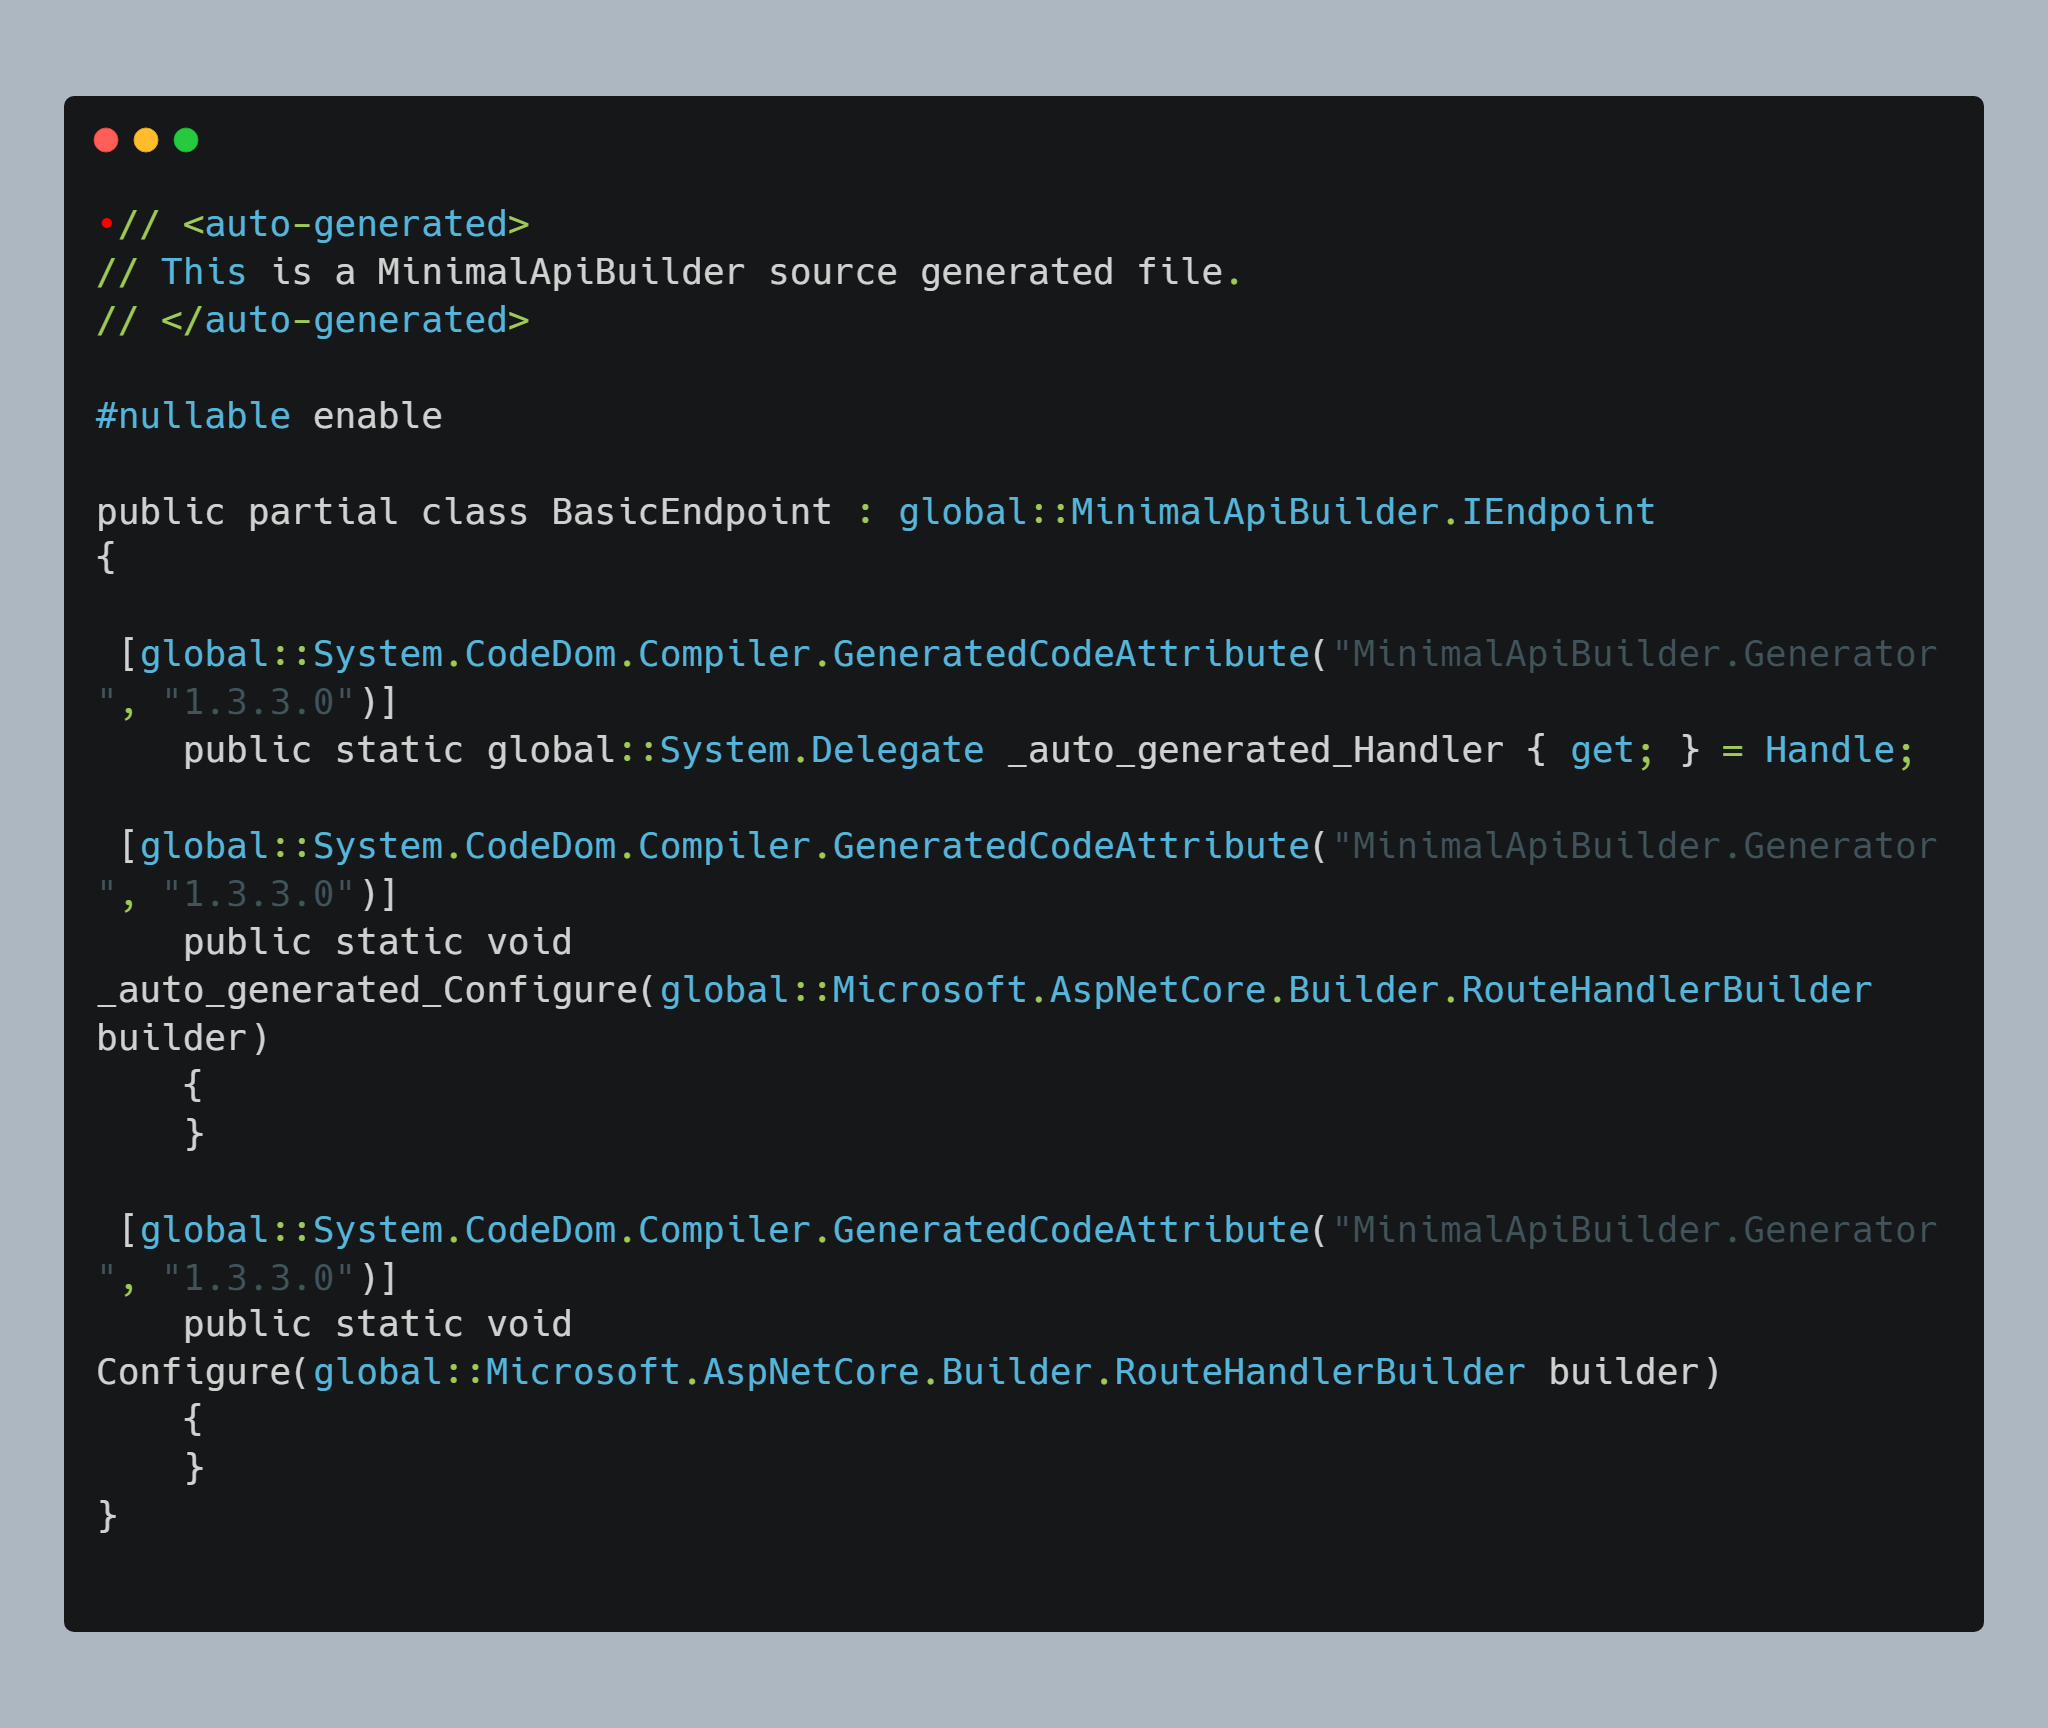 •// <auto-generated>
// This is a MinimalApiBuilder source generated file.
// </auto-generated>

#nullable enable

public partial class BasicEndpoint : global::MinimalApiBuilder.IEndpoint
{

 [global::System.CodeDom.Compiler.GeneratedCodeAttribute("MinimalApiBuilder.Generator
", "1.3.3.0")]
    public static global::System.Delegate _auto_generated_Handler { get; } = Handle;

 [global::System.CodeDom.Compiler.GeneratedCodeAttribute("MinimalApiBuilder.Generator
", "1.3.3.0")]
    public static void
_auto_generated_Configure(global::Microsoft.AspNetCore.Builder.RouteHandlerBuilder
builder)
    {
    }

 [global::System.CodeDom.Compiler.GeneratedCodeAttribute("MinimalApiBuilder.Generator
", "1.3.3.0")]
    public static void
Configure(global::Microsoft.AspNetCore.Builder.RouteHandlerBuilder builder)
    {
    }
}